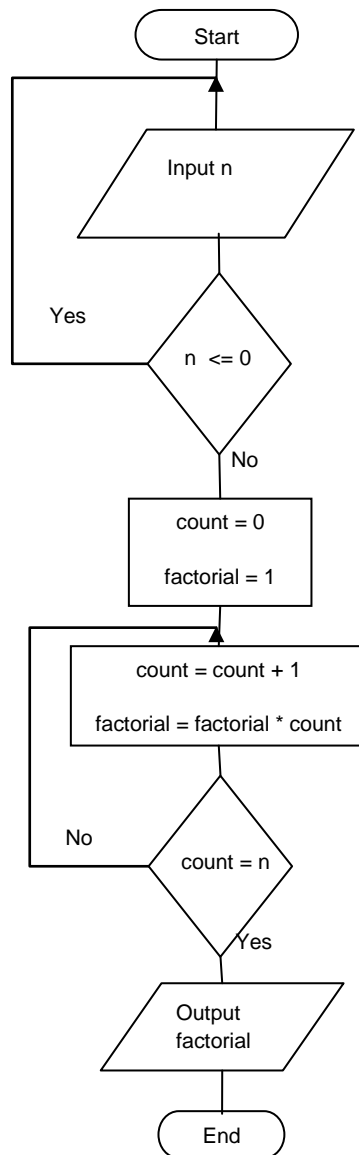 Start
Input n
Yes
n <= 0
No
count = 0
factorial = 1
count = count + 1
factorial = factorial * count
No
count = n
Yes
Output
factorial
End